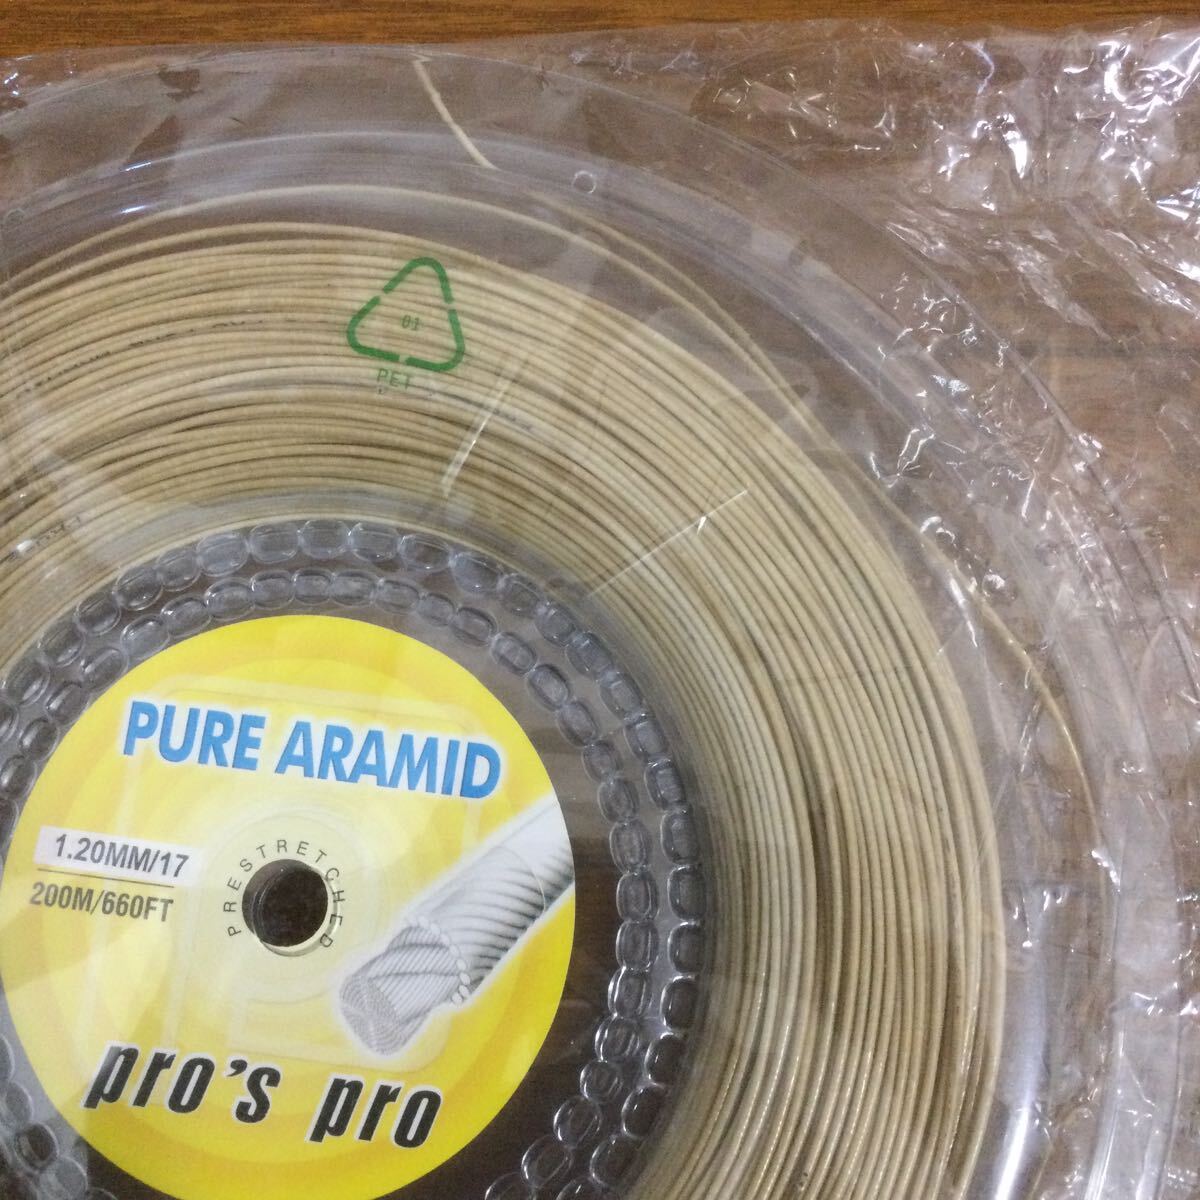 01
PET
PURE ARAMID
1.20MM/17
200M/660FT
PRESTRETCHED
pro's pro